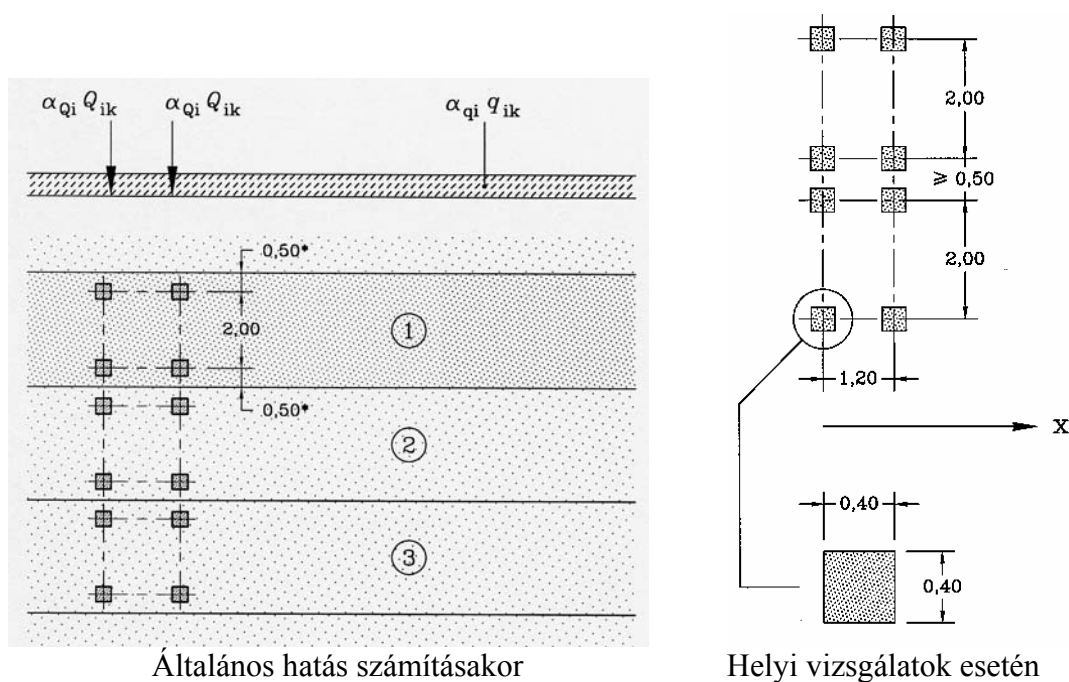 α_Qi Q_ik
α_Qi Q_ik
α_qi q_ik
0,50*
2,00
0,50*
①
②
③
Általános hatás számításakor
2,00
⩾ 0,50
2,00
1,20
X
0,40
0,40
Helyi vizsgálatok esetén